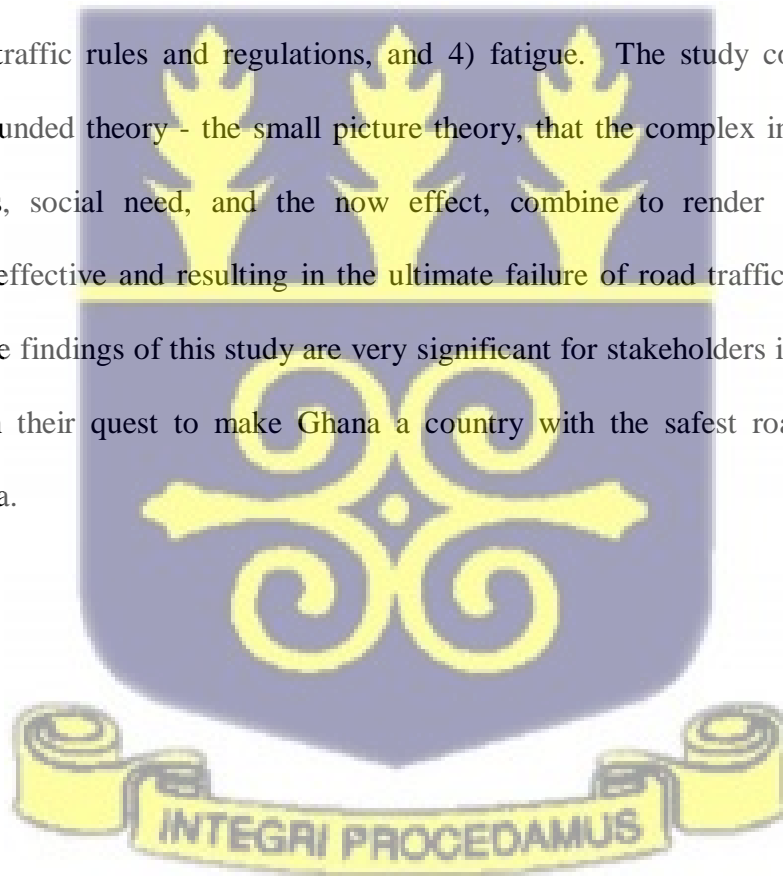 traffic rules and regulations, and 4) fatigue. The study co
unded theory - the small picture theory, that the complex in
s, social need, and the now effect, combine to render
effective and resulting in the ultimate failure of road traffic
e findings of this study are very significant for stakeholders i
n their quest to make Ghana a country with the safest roa
a.
INTEGRI PROCEDAMUS